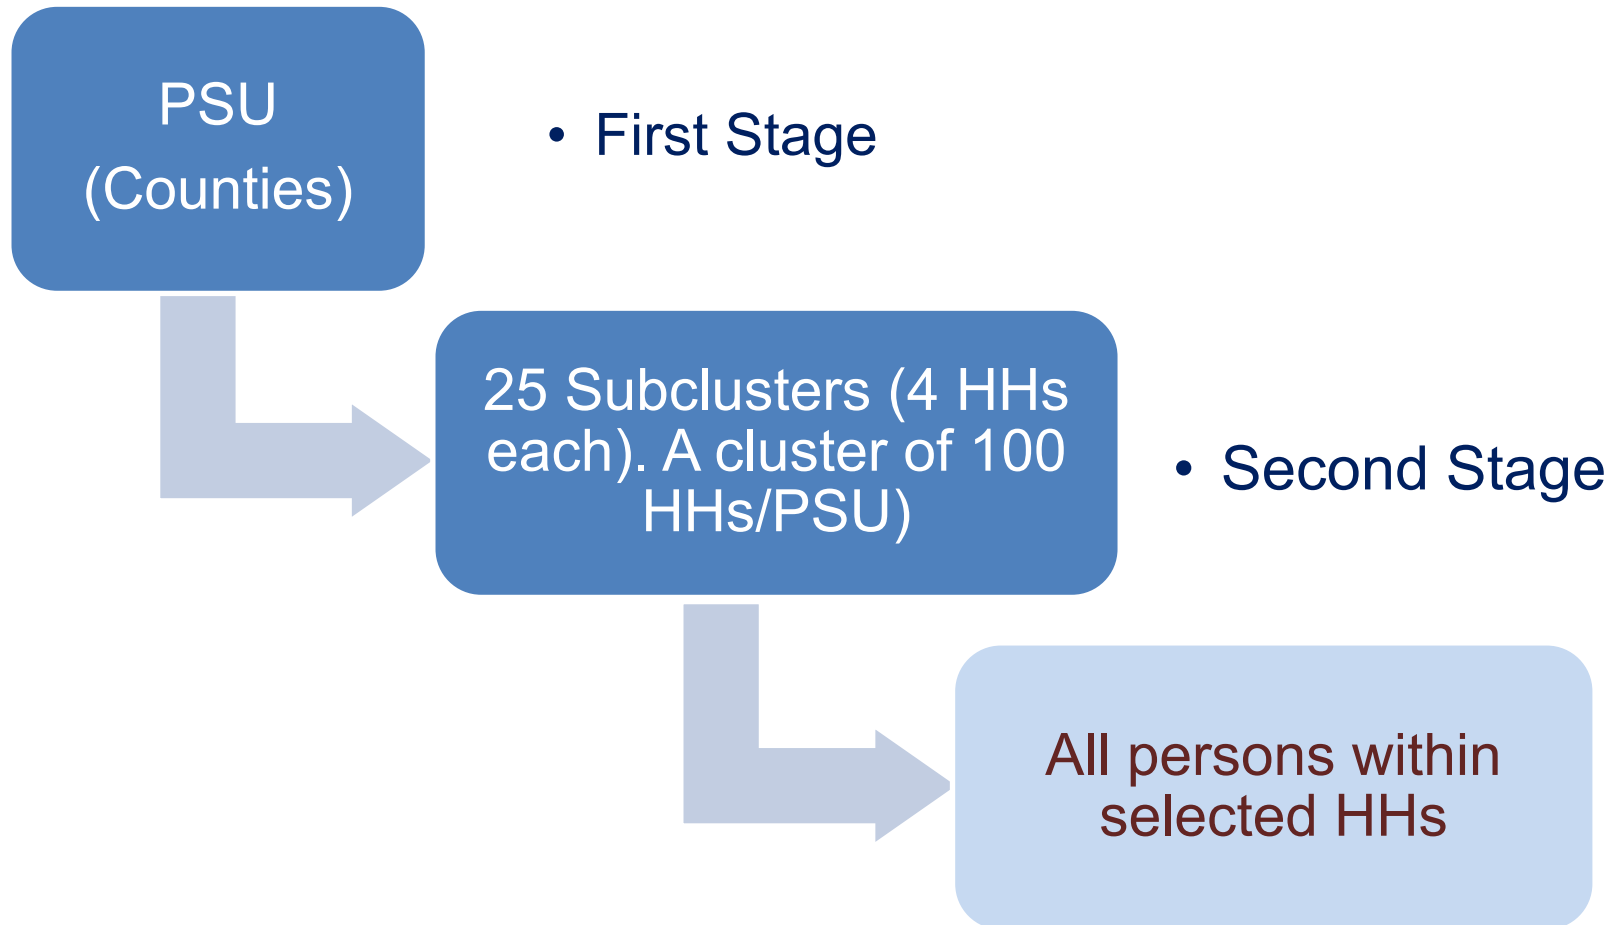 PSU
(Counties)
• First Stage
25 Subclusters (4 HHs
each). A cluster of 100
HHs/PSU)
• Second Stage
All persons within
selected HHs